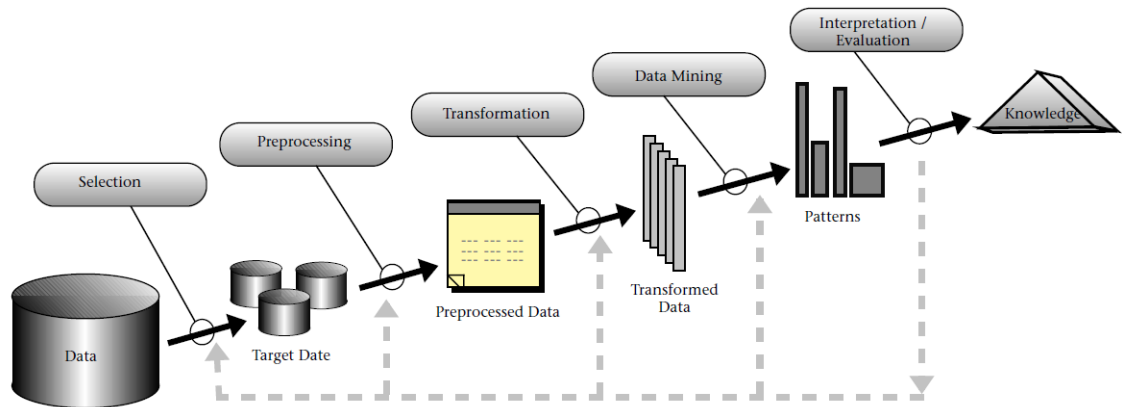 Interpretation /
Evaluation
Data Mining
Transformation
Preprocessing
Selection
Data
Target Date
Preprocessed Data
Transformed
Data
Patterns
Knowledge